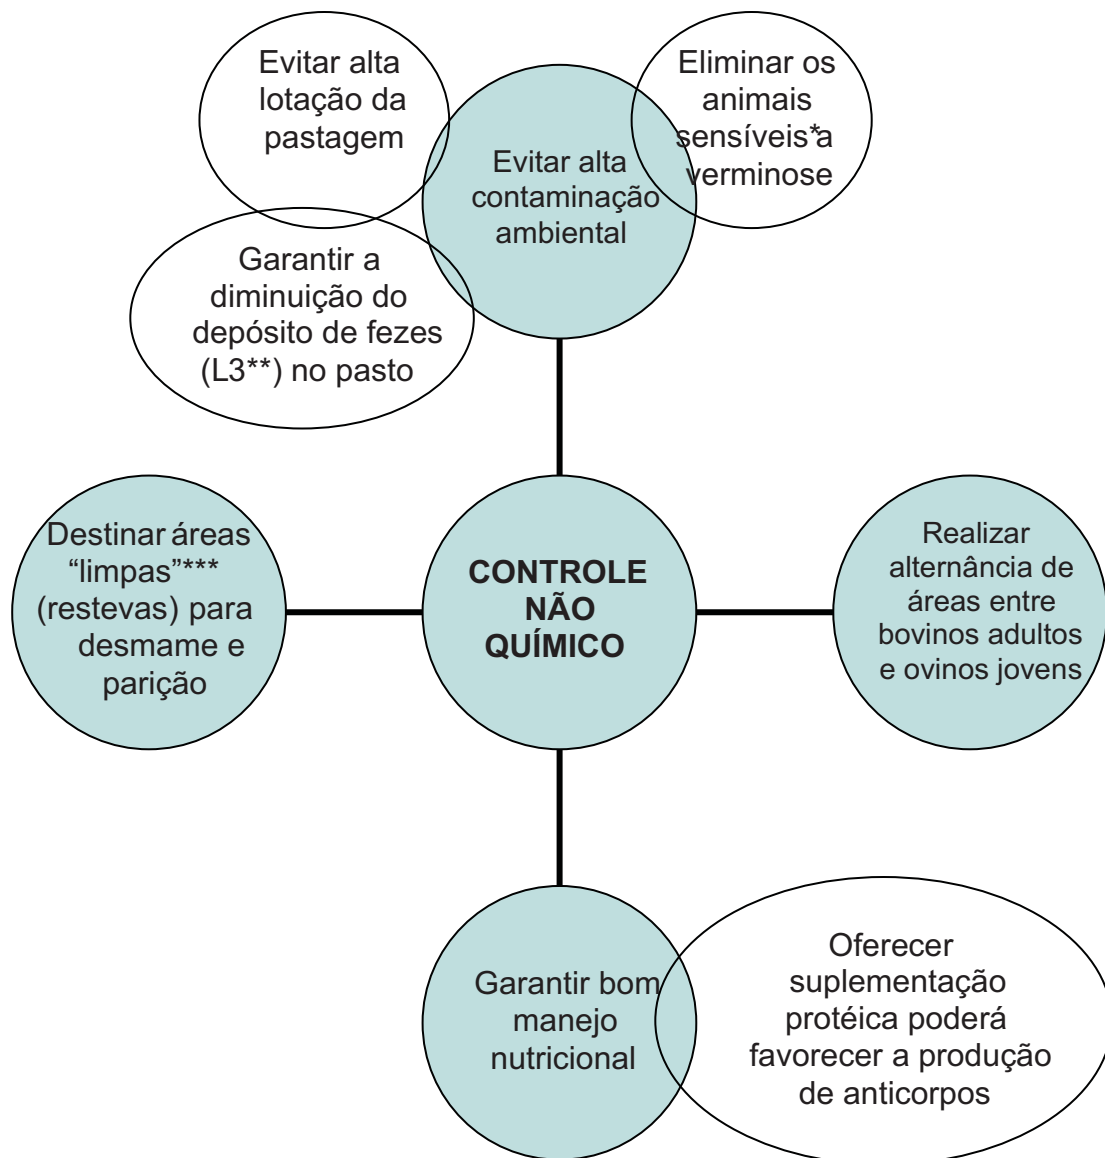 Evitar alta
lotação da
pastagem
Eliminar os
animais
sensíveis*a
verminose
Evitar alta
contaminação
ambiental
Garantir a
diminuição do
depósito de fezes
(L3**) no pasto
Destinar áreas
“limpas”***
(restevas) para
desmame e
parição
CONTROLE
NÃO
QUÍMICO
Realizar
alternância de
áreas entre
bovinos adultos
e ovinos jovens
Garantir bom
manejo
nutricional
Oferecer
suplementação
protéica poderá
favorecer a produção
de anticorpos